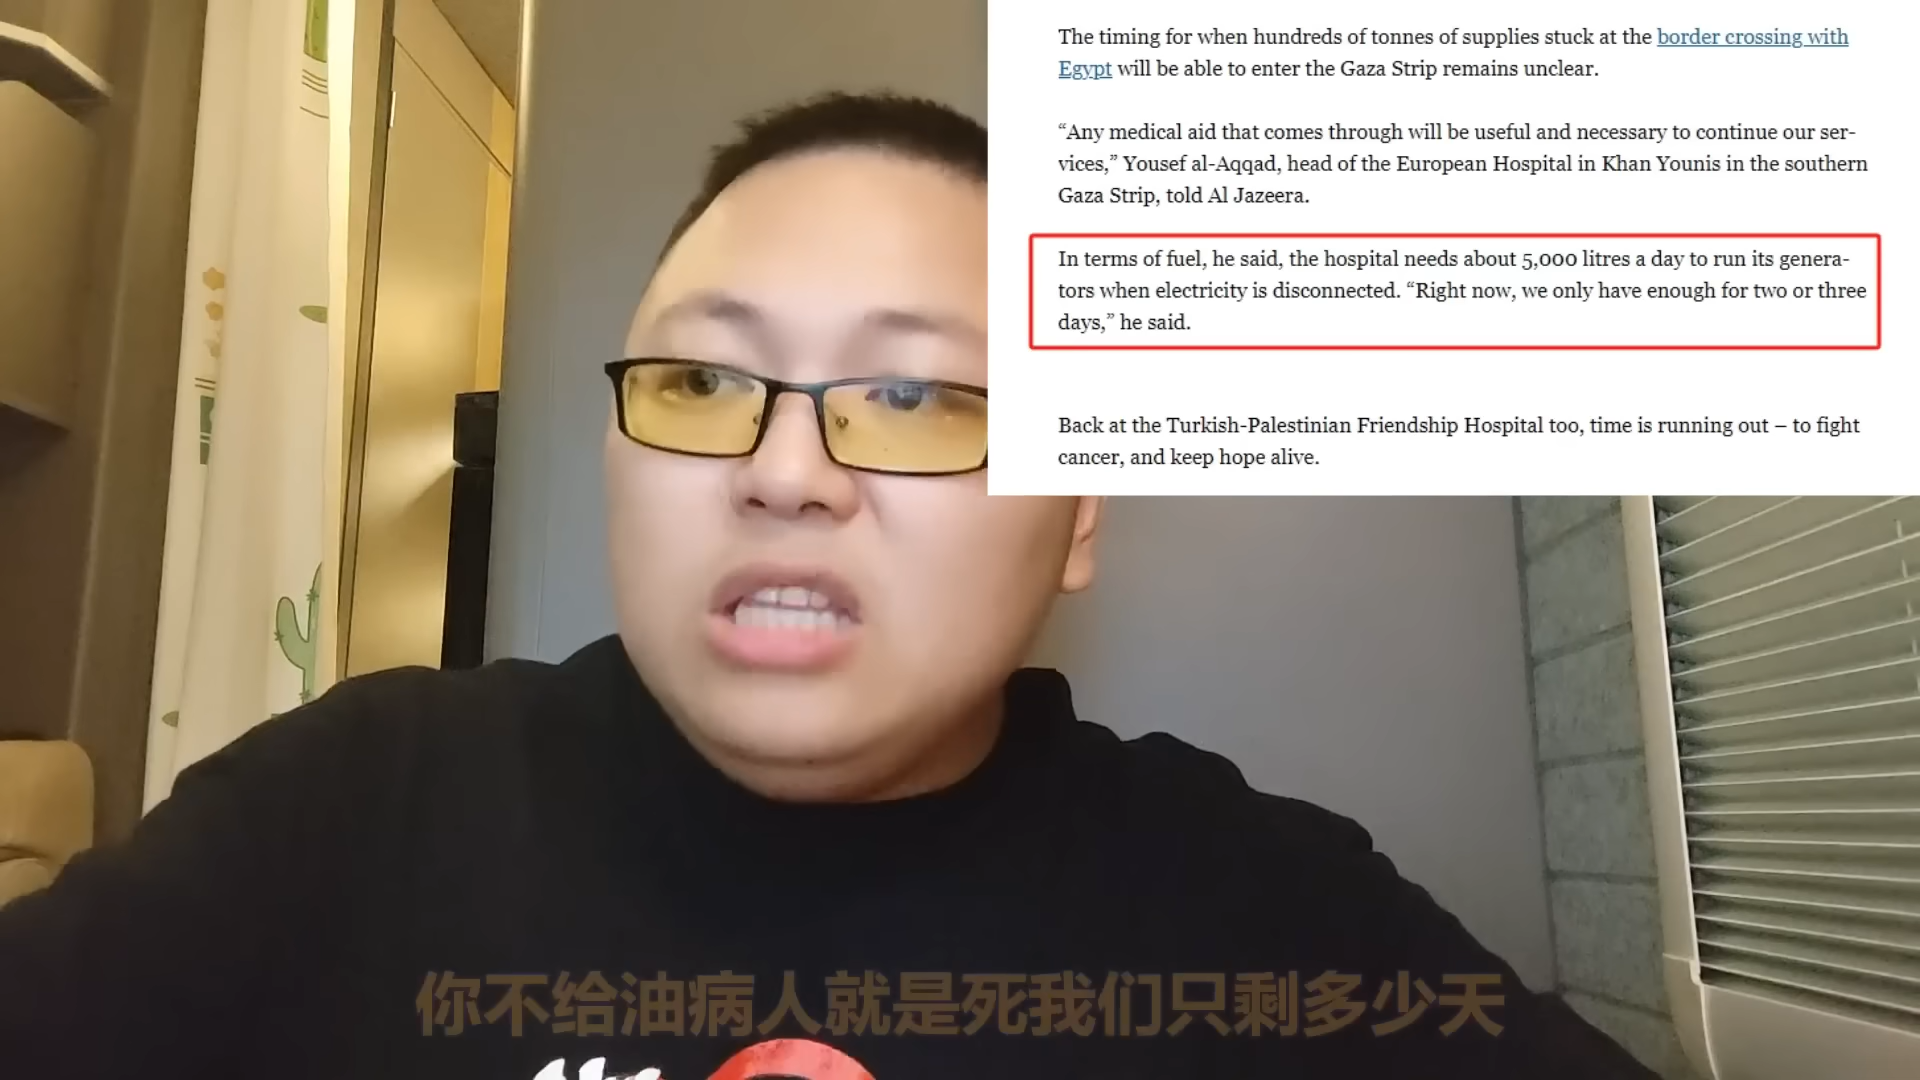 The timing for when hundreds of tonnes of supplies stuck at the border crossing with
Egypt will be able to enter the Gaza Strip remains unclear.
“Any medical aid that comes through will be useful and necessary to continue our ser-
vices,” Yousef al-Aqqad, head of the European Hospital in Khan Younis in the southern
Gaza Strip, told Al Jazeera.
In terms of fuel, he said, the hospital needs about 5,000 litres a day to run its genera-
tors when electricity is disconnected. “Right now, we only have enough for two or three
days,” he said.
Back at the Turkish-Palestinian Friendship Hospital too, time is running out – to fight
cancer, and keep hope alive.
你不给油病人就是死我们只剩多少天